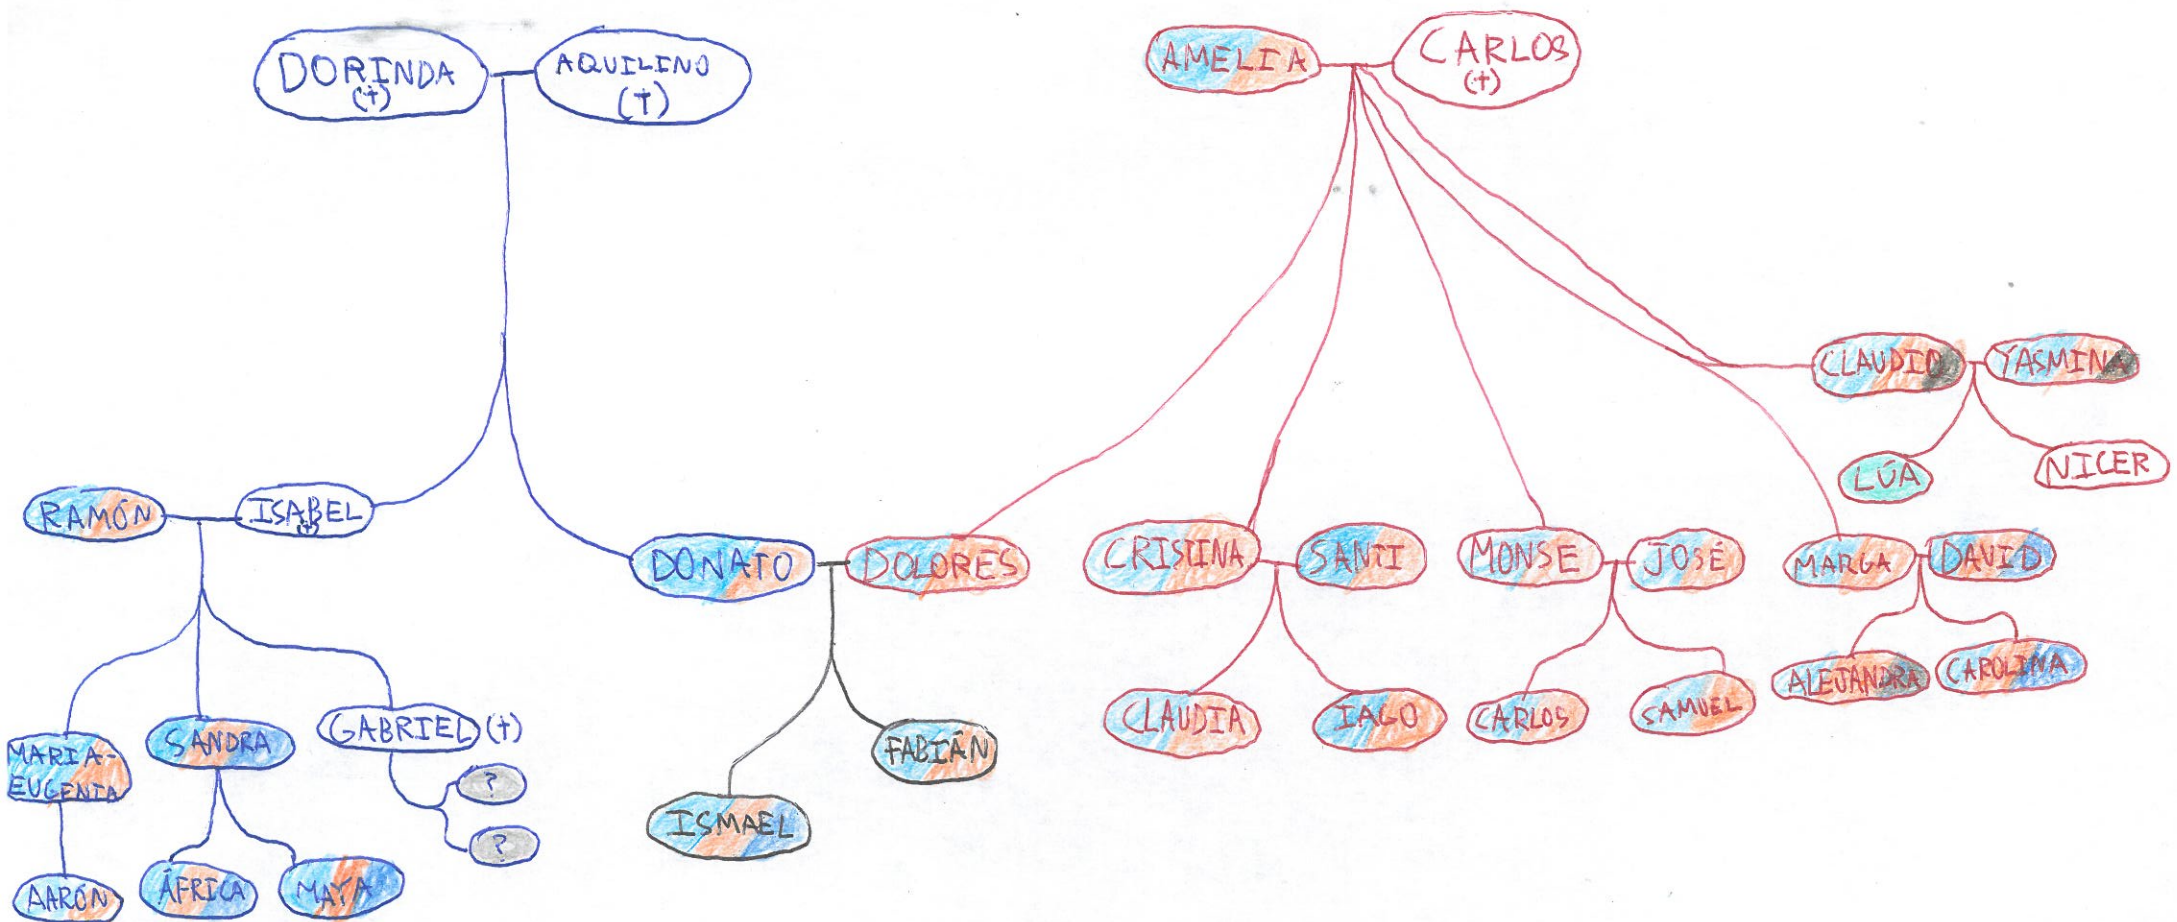 DORINDA
(†)
AQUILINO
(†)
AMELIA
CARLOS
(†)
CLAUDIO
YASMINA
LÚA
NICER
RAMÓN
ISABEL
(†)
DONATO
DOLORES
CRISTINA
SANTI
MONSE
JOSÉ
MARGA
DAVID
MARIA-
EUGENIA
SANDRA
GABRIEL (†)
?
?
ISMAEL
FABIÁN
CLAUDIA
IAGO
CARLOS
SAMUEL
ALEJANDRA
CAROLINA
AARÓN
ÁFRICA
MAYA